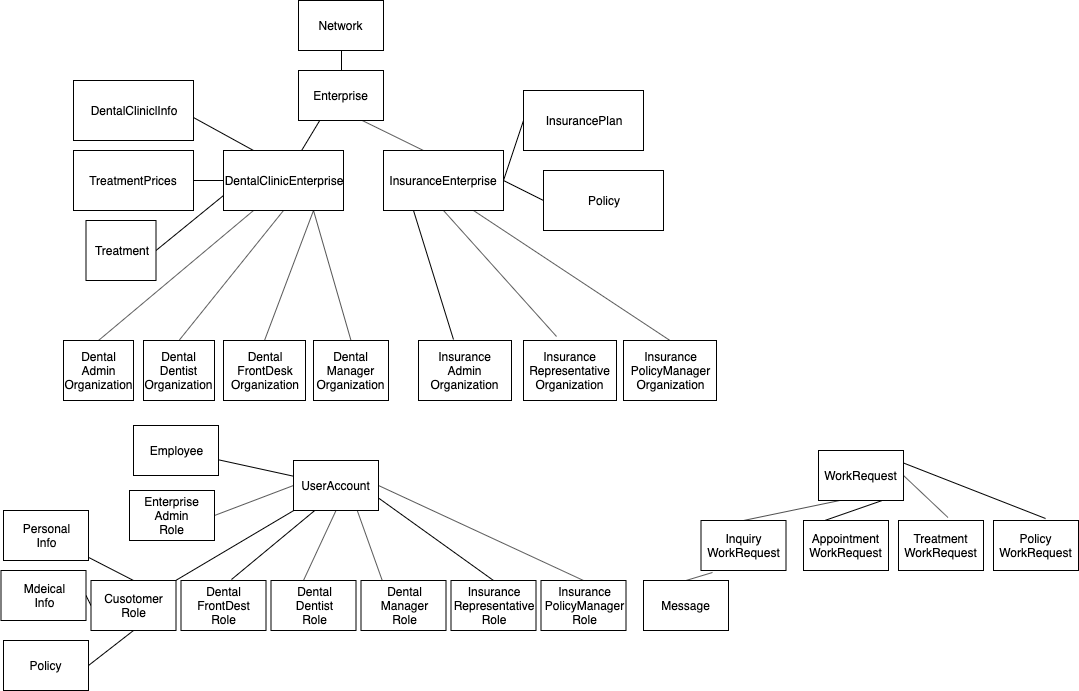 Network
Enterprise
DentalClinicInfo
InsurancePlan
TreatmentPrices
DentalClinicEnterprise
InsuranceEnterprise
Policy
Treatment
Dental
Admin
Organization
Dental
Dentist
Organization
Dental
FrontDesk
Organization
Dental
Manager
Organization
Insurance
Admin
Organization
Insurance
Representative
Organization
Insurance
PolicyManager
Organization
Employee
UserAccount
WorkRequest
Enterprise
Admin
Role
Personal
Info
Inquiry
WorkRequest
Appointment
WorkRequest
Treatment
WorkRequest
Policy
WorkRequest
Mdeical
Info
Cusotomer
Role
Dental
FrontDest
Role
Dental
Dentist
Role
Dental
Manager
Role
Insurance
Representative
Role
Insurance
PolicyManager
Role
Message
Policy